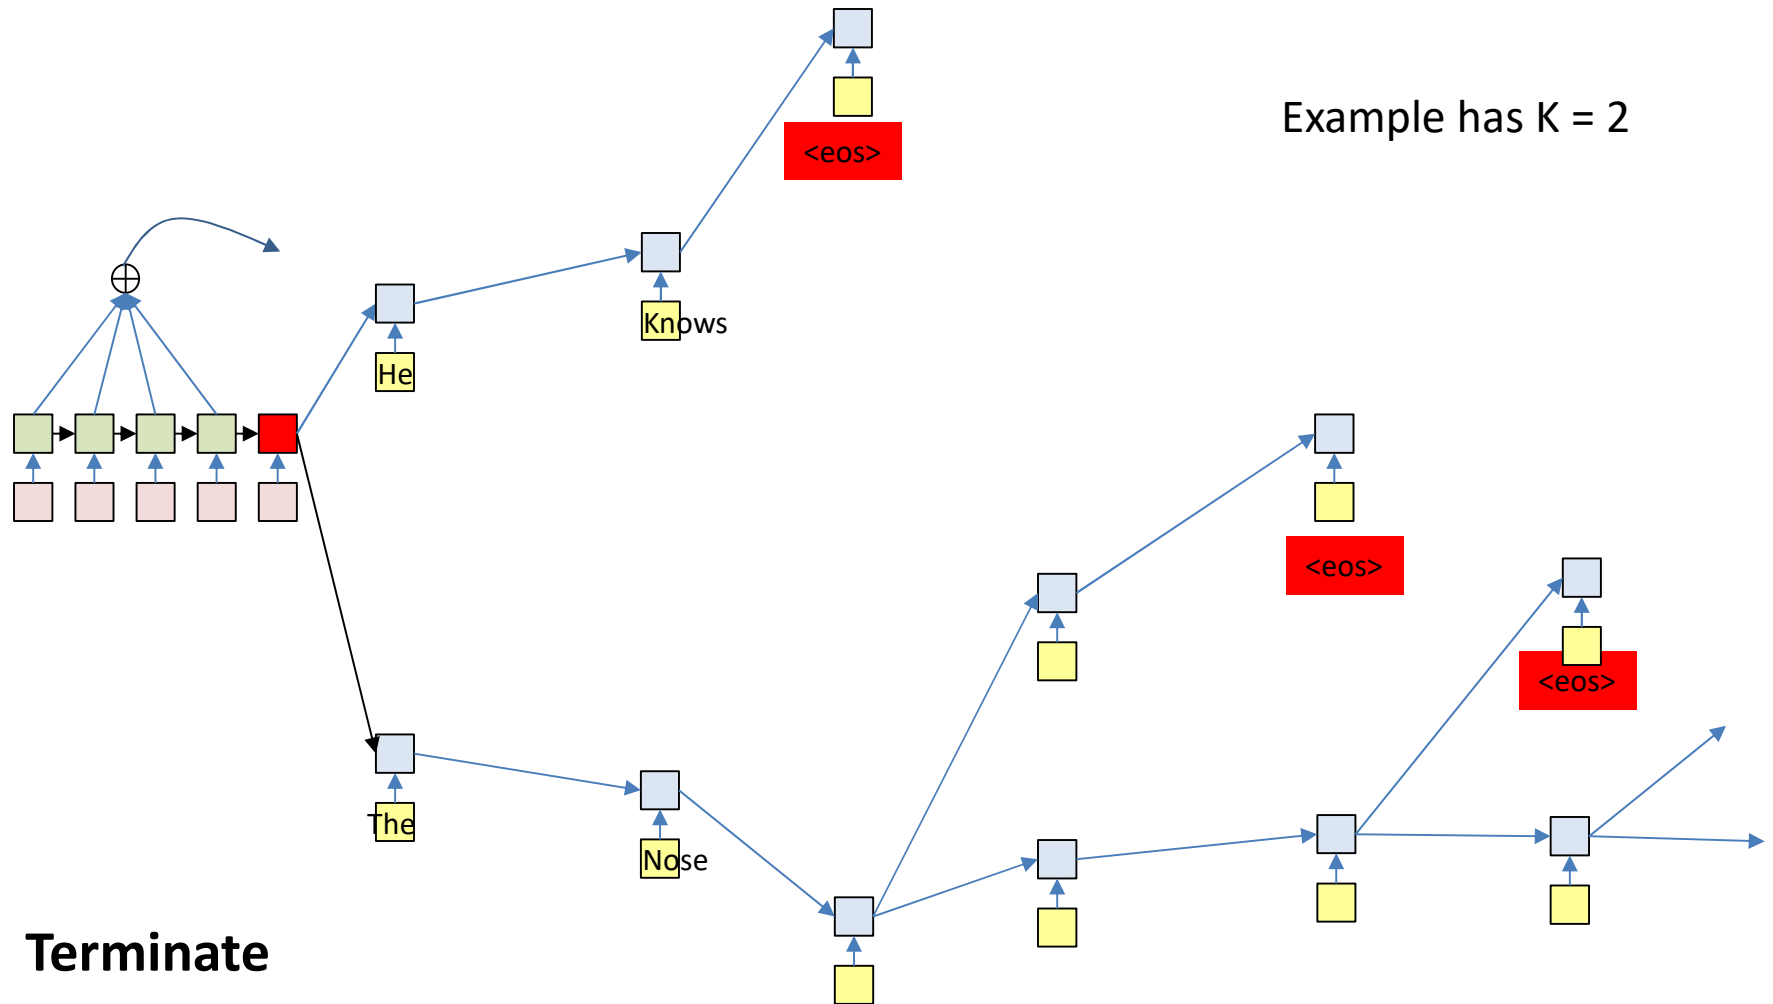 Example has K = 2
<eos>
Knows
He
<eos>
<eos>
The
Nose
Terminate